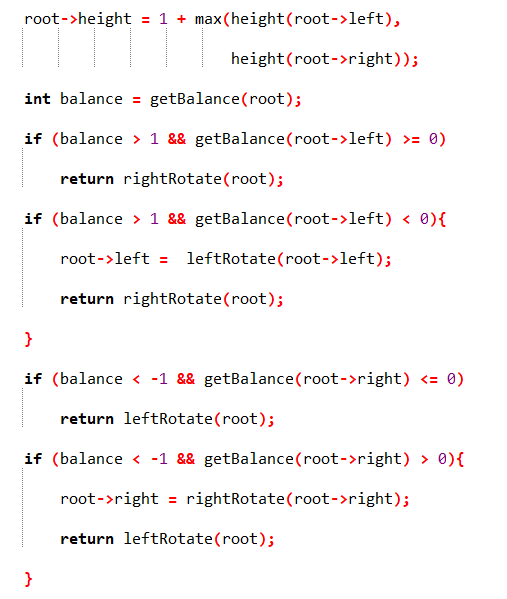 root->height = 1 + max(height(root->left),
height(root->right));
int balance = getBalance(root);
if (balance > 1 && getBalance(root->left) >= 0)
return rightRotate(root);
if (balance > 1 && getBalance(root->left) < 0){
root->left =  leftRotate(root->left);
return rightRotate(root);
}
if (balance < -1 && getBalance(root->right) <= 0)
return leftRotate(root);
if (balance < -1 && getBalance(root->right) > 0){
root->right = rightRotate(root->right);
return leftRotate(root);
}